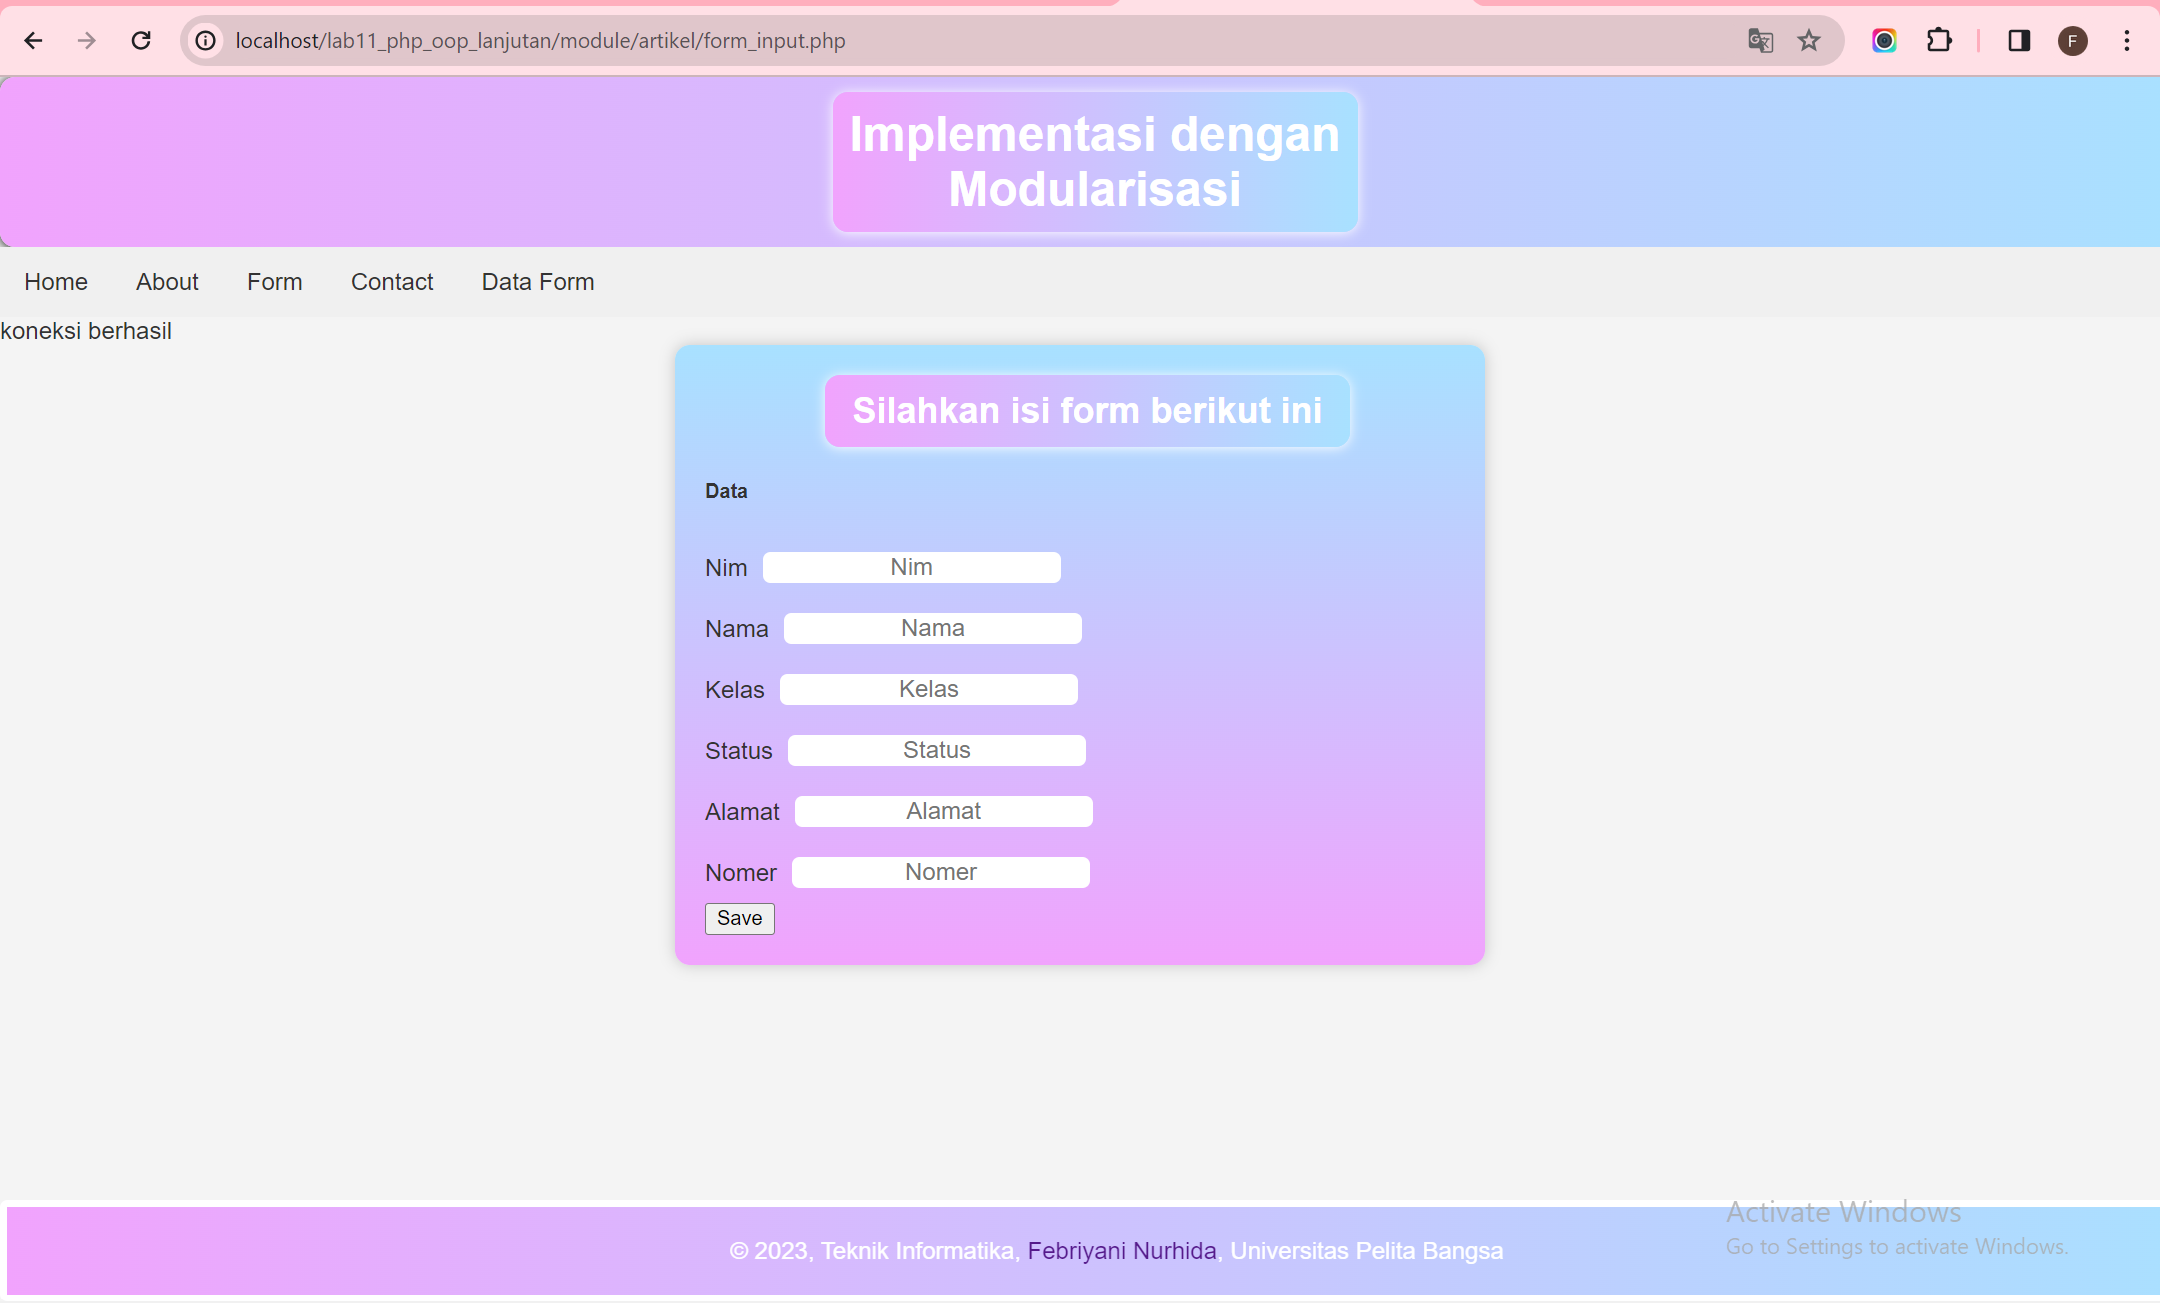 localhost/lab11_php_oop_lanjutan/module/artikel/form_input.php
F
Implementasi dengan
Modularisasi
Home About Form Contact Data Form
koneksi berhasil
Silahkan isi form berikut ini
Data
Nim Nim
Nama Nama
Kelas Kelas
Status Status
Alamat Alamat
Nomer Nomer
Save
Activate Windows
Go to Settings to activate Windows.
© 2023, Teknik Informatika, Febriyani Nurhida, Universitas Pelita Bangsa